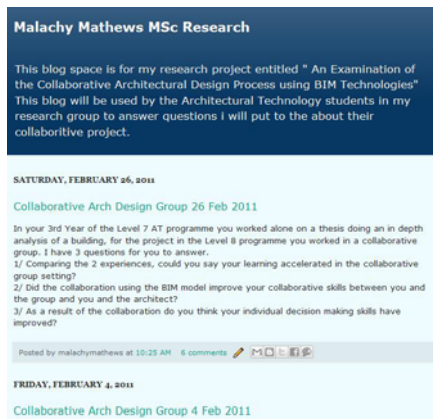 Malachy Mathews MSc Research
This blog space is for my research project entitled " An Examination of
the Collaborative Architectural Design Process using BIM Technologies"
This blog will be used by the Architectural Technology students in my
research group to answer questions i will put to the about their
collaboritive project.
SATURDAY, FEBRUARY 26, 2011
Collaborative Arch Design Group 26 Feb 2011
In your 3rd Year of the Level 7 AT programme you worked alone on a thesis doing an in depth
analysis of a building, for the project in the Level 8 programme you worked in a collaborative
group. I have 3 questions for you to answer.
1/ Comparing the 2 experiences, could you say your learning accelerated in the collaborative
group setting?
2/ Did the collaboration using the BIM model improve your collaborative skills between you and
the group and you and the architect?
3/ As a result of the collaboration do you think your individual decision making skills have
improved?
Posted by malachymathews at 10:25 AM 6 comments
FRIDAY, FEBRUARY 4, 2011
Collaborative Arch Design Group 4 Feb 2011